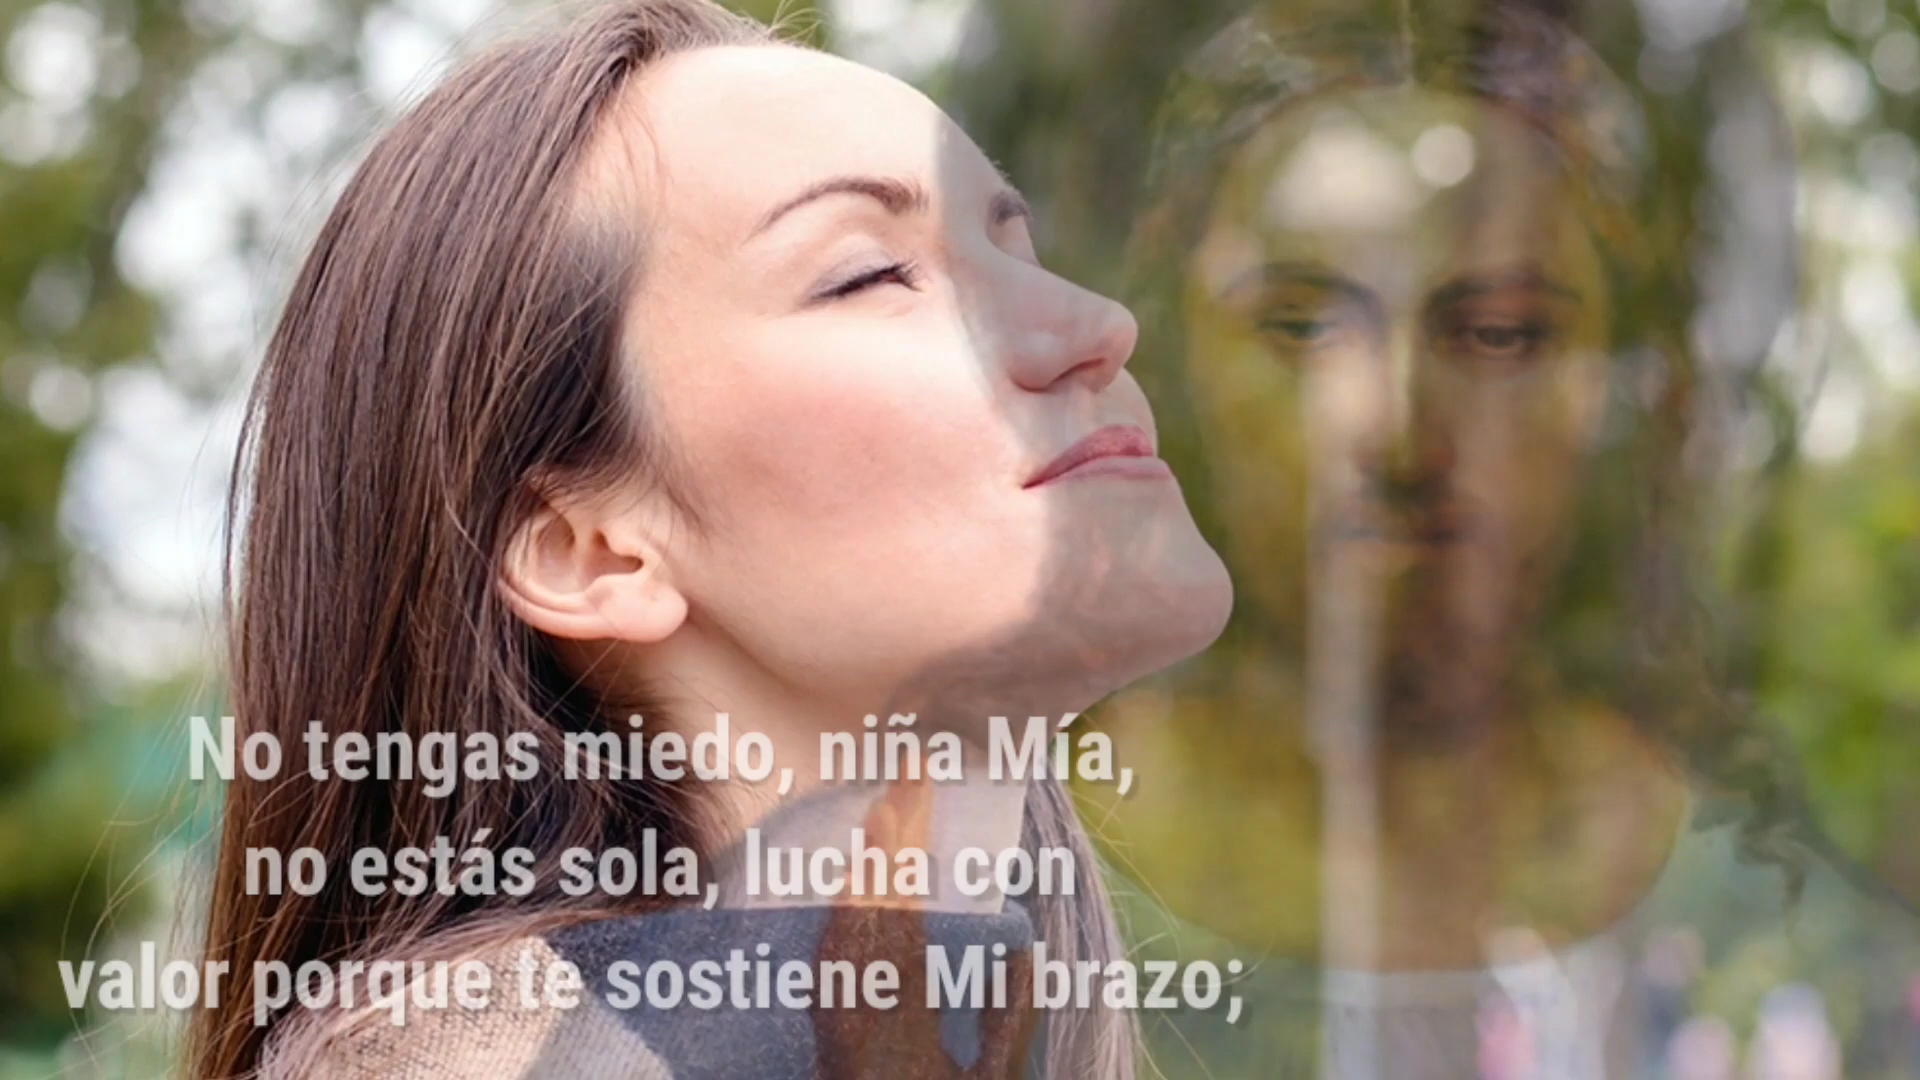 No tengas miedo, niña Mía,
no estás sola, lucha con
valor porque te sostiene Mi brazo;